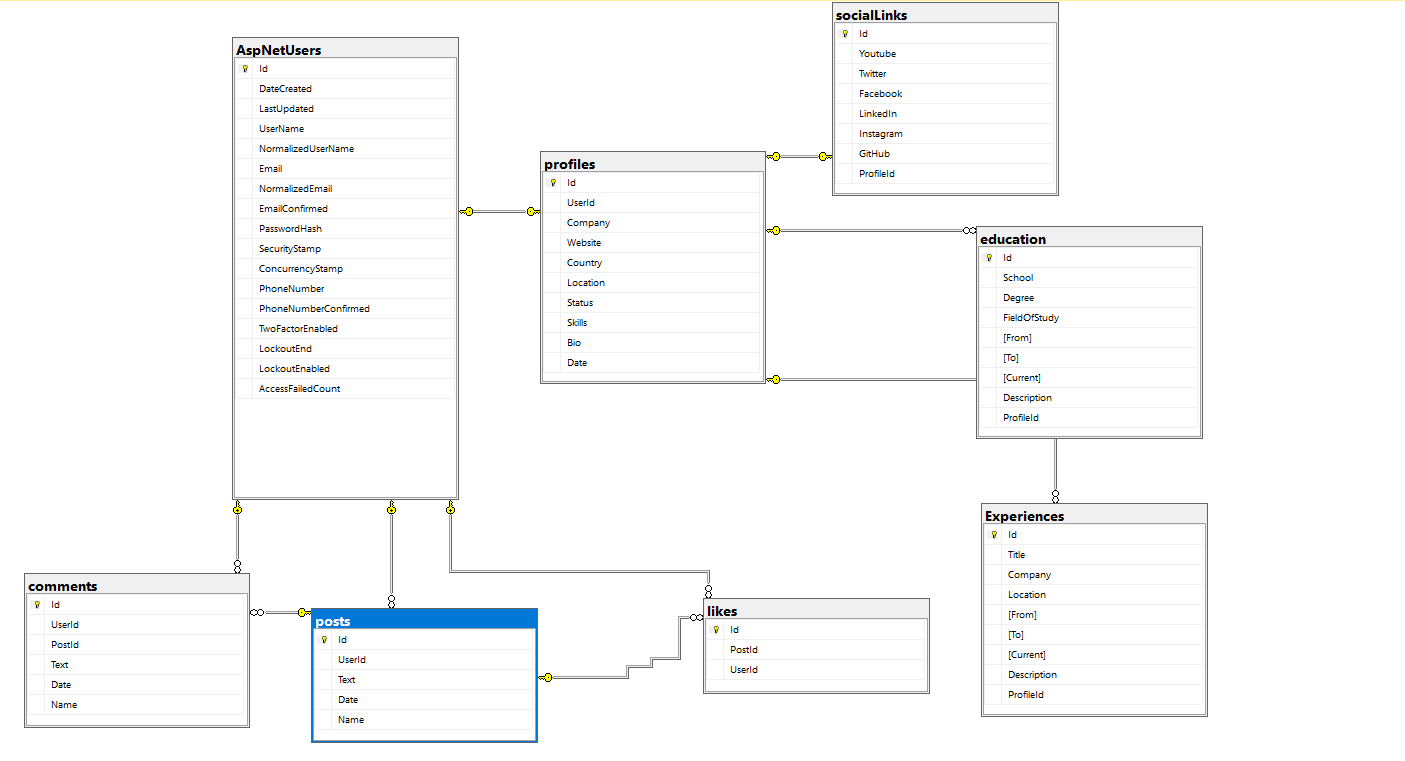 socialLinks
Id
Youtube
Twitter
Facebook
LinkedIn
Instagram
GitHub
ProfileId
AspNetUsers
Id
DateCreated
LastUpdated
UserName
NormalizedUserName
Email
NormalizedEmail
EmailConfirmed
PasswordHash
SecurityStamp
ConcurrencyStamp
PhoneNumber
PhoneNumberConfirmed
TwoFactorEnabled
LockoutEnd
LockoutEnabled
AccessFailedCount
profiles
Id
UserId
Company
Website
Country
Location
Status
Skills
Bio
Date
education
Id
School
Degree
FieldOfStudy
[From]
[To]
[Current]
Description
ProfileId
Experiences
Id
Title
Company
Location
[From]
[To]
[Current]
Description
ProfileId
comments
Id
UserId
PostId
Text
Date
Name
posts
Id
UserId
Text
Date
Name
likes
Id
PostId
UserId